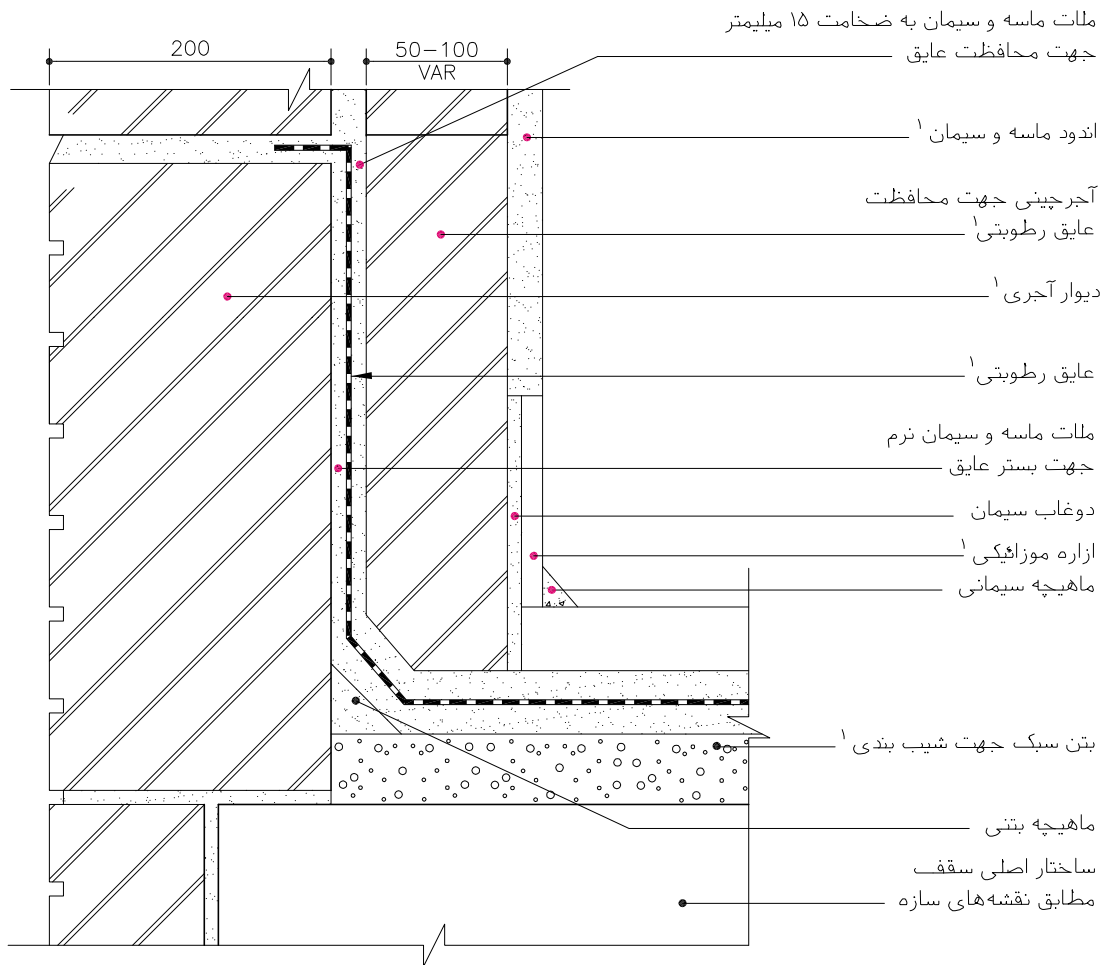 200
50-100
VAR
ملات ماسه و سیمان به ضخامت ۱۵ میلیمتر
جهت محافظت عایق
اندود ماسه و سیمان ۱
آجرچینی جهت محافظت
عایق رطوبتی۱
دیوار آجری ۱
عایق رطوبتی۱
ملات ماسه و سیمان نرم
جهت بستر عایق
دوغاب سیمان
ازاره موزائیکی ۱
ماهیچه سیمانی
بتن سبک جهت شیب بندی ۱
ماهیچه بتنی
ساختار اصلی سقف
مطابق نقشه‌های سازه